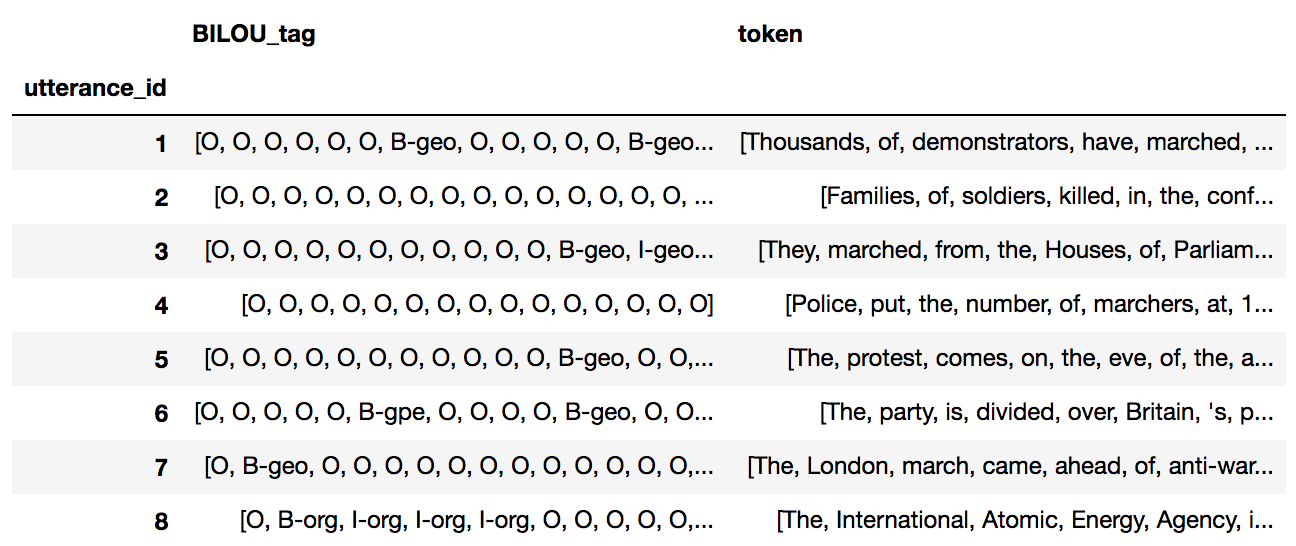 BILOU_tag token
utterance_id
1 [O, O, O, O, O, O, B-geo, O, O, O, O, O, B-geo... [Thousands, of, demonstrators, have, marched, ...
2 [O, O, O, O, O, O, O, O, O, O, O, O, O, O, O, ... [Families, of, soldiers, killed, in, the, conf...
3 [O, O, O, O, O, O, O, O, O, O, O, B-geo, I-geo... [They, marched, from, the, Houses, of, Parliam...
4 [O, O, O, O, O, O, O, O, O, O, O, O, O, O, O] [Police, put, the, number, of, marchers, at, 1...
5 [O, O, O, O, O, O, O, O, O, O, O, B-geo, O, O,... [The, protest, comes, on, the, eve, of, the, a...
6 [O, O, O, O, O, B-gpe, O, O, O, O, B-geo, O, O... [The, party, is, divided, over, Britain, 's, p...
7 [O, B-geo, O, O, O, O, O, O, O, O, O, O, O, O,... [The, London, march, came, ahead, of, anti-war...
8 [O, B-org, I-org, I-org, I-org, O, O, O, O, O,... [The, International, Atomic, Energy, Agency, i...